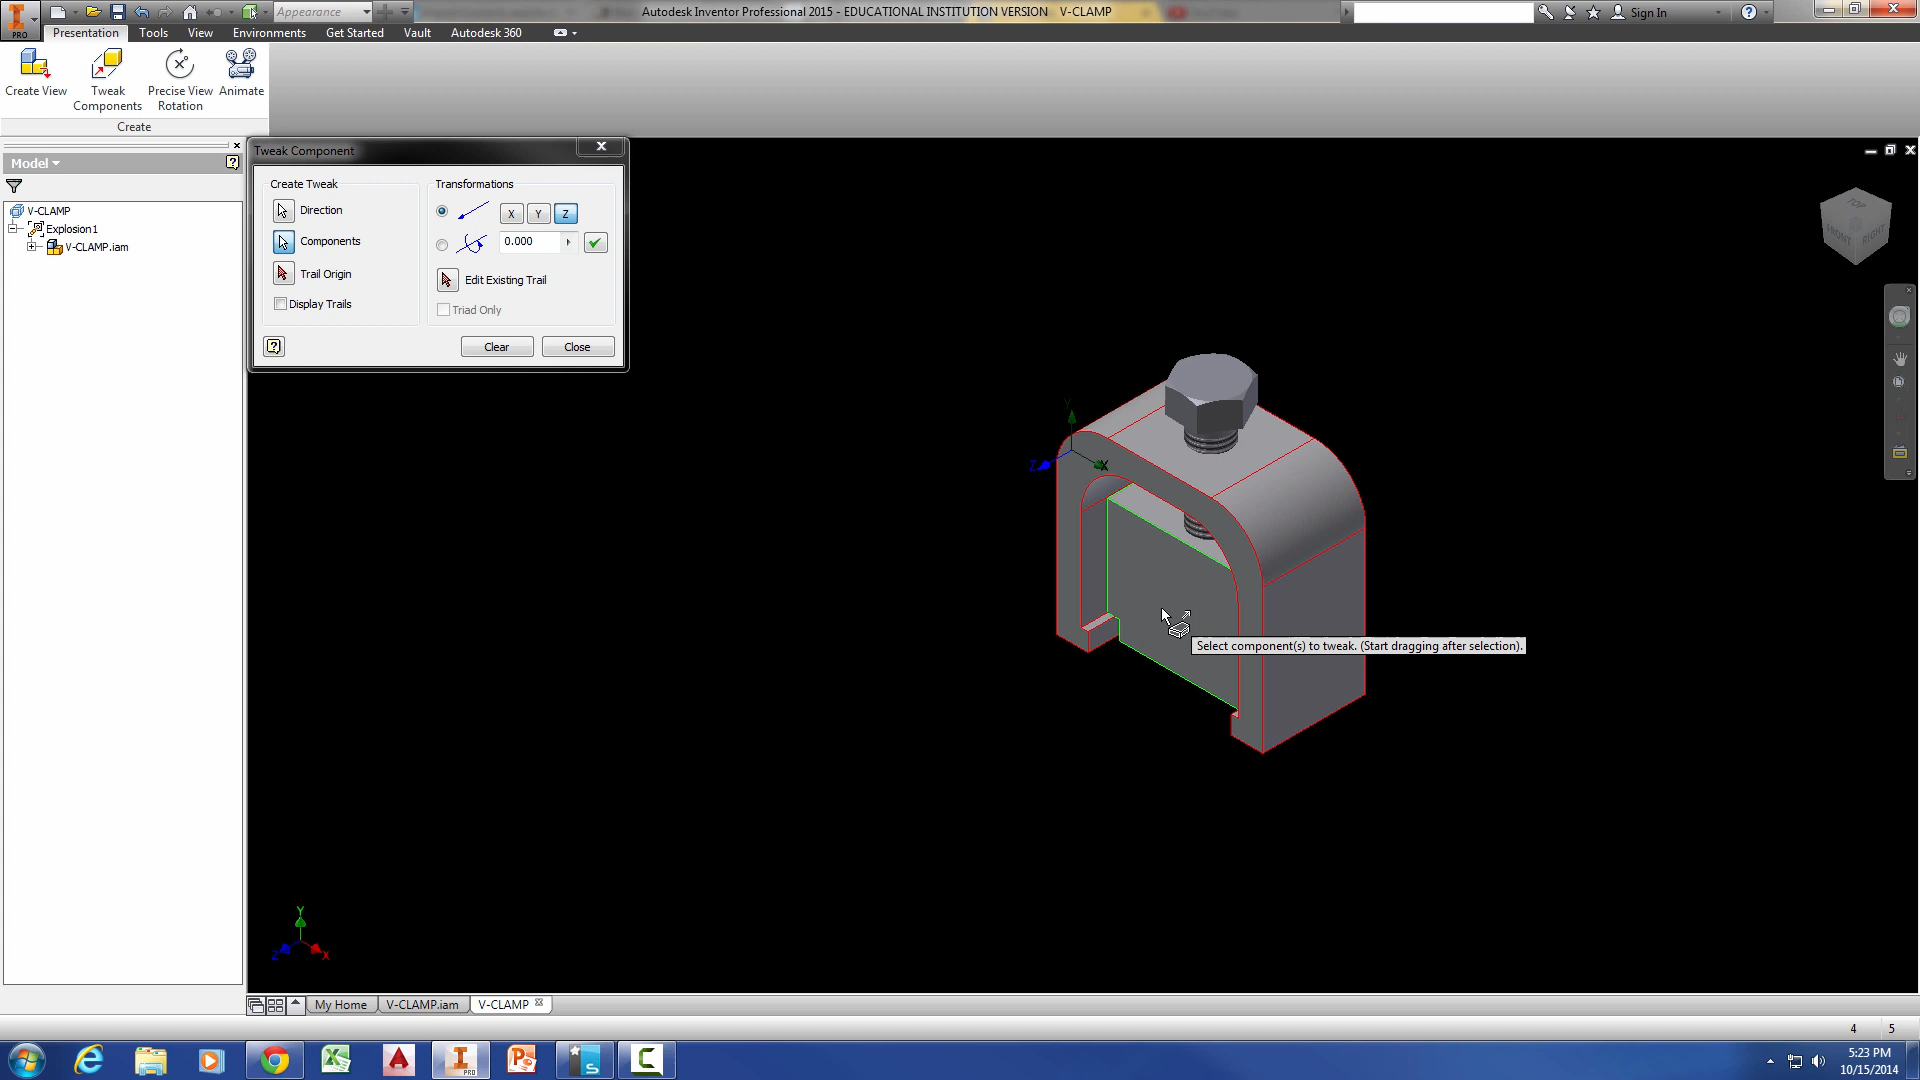 Appearance
Autodesk Inventor Professional 2015 - EDUCATIONAL INSTITUTION VERSION V-CLAMP
Sign In
PRO
Presentation Tools View Environments Get Started Vault Autodesk 360
Create View
Tweak Components
Precise View Rotation
Animate
Create
Model
V-CLAMP
Explosion1
V-CLAMP.iam
Tweak Component
Create Tweak
Direction
Components
Trail Origin
Display Trails
Transformations
X Y Z
0.000
Edit Existing Trail
Triad Only
Clear Close
TOP
FRONT RIGHT
Y
Z X
Select component(s) to tweak. (Start dragging after selection).
Y
Z X
My Home V-CLAMP.iam V-CLAMP
4 5
PRO
S
5:23 PM
10/15/2014